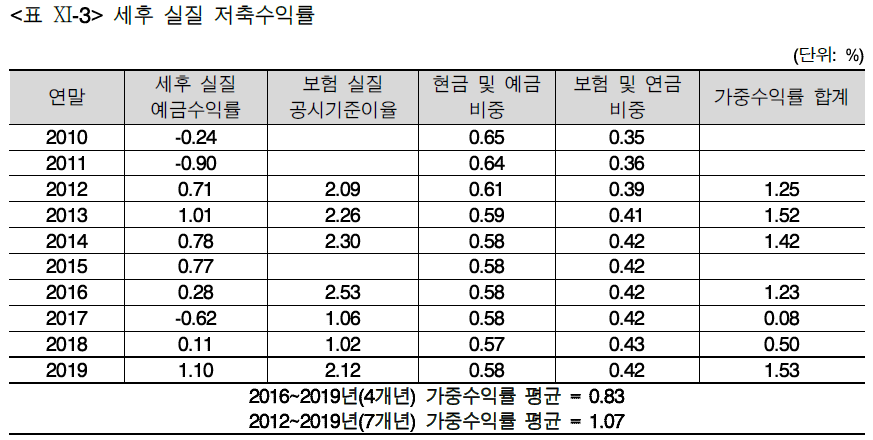 <표 XI-3> 세후 실질 저축수익률
(단위: %)
연말 세후 실질 예금수익률 보험 실질 공시기준이율 현금 및 예금 비중 보험 및 연금 비중 가중수익률 합계
2010 -0.24 0.65 0.35
2011 -0.90 0.64 0.36
2012 0.71 2.09 0.61 0.39 1.25
2013 1.01 2.26 0.59 0.41 1.52
2014 0.78 2.30 0.58 0.42 1.42
2015 0.77 0.58 0.42
2016 0.28 2.53 0.58 0.42 1.23
2017 -0.62 1.06 0.58 0.42 0.08
2018 0.11 1.02 0.57 0.43 0.50
2019 1.10 2.12 0.58 0.42 1.53
2016~2019년(4개년) 가중수익률 평균 = 0.83
2012~2019년(7개년) 가중수익률 평균 = 1.07